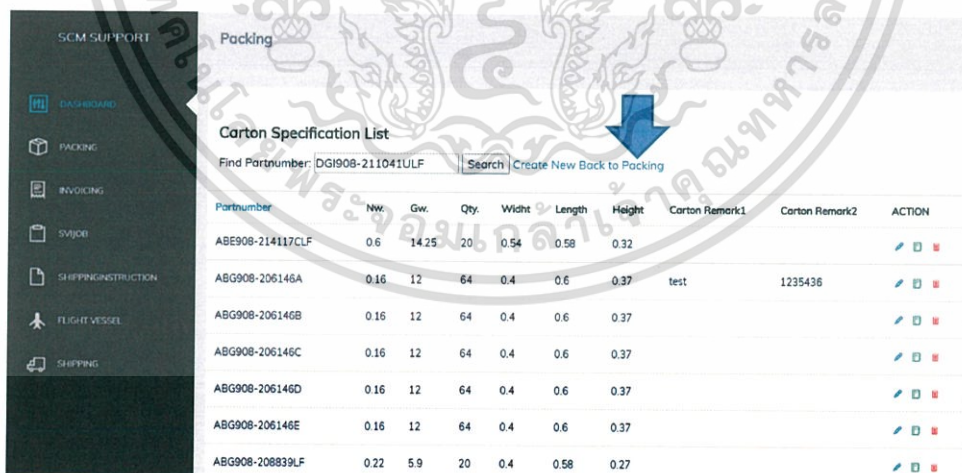 SCM SUPPORT
Packing
DASHBOARD
PACKING
INVOICING
SVIJOB
SHIPPINGINSTRUCTION
FLIGHT VESSEL
SHIPPING
Carton Specification List
Find Partnumber: DGI908-211041ULF Search Create New Back to Packing
Partnumber Nw. Gw. Qty. Widht Length Height Carton Remark1 Carton Remark2 ACTION
ABE908-214117CLF 0.6 14.25 20 0.54 0.58 0.32
ABG908-206146A 0.16 12 64 0.4 0.6 0.37 test 1235436
ABG908-206146B 0.16 12 64 0.4 0.6 0.37
ABG908-206146C 0.16 12 64 0.4 0.6 0.37
ABG908-206146D 0.16 12 64 0.4 0.6 0.37
ABG908-206146E 0.16 12 64 0.4 0.6 0.37
ABG908-208839LF 0.22 5.9 20 0.4 0.58 0.27